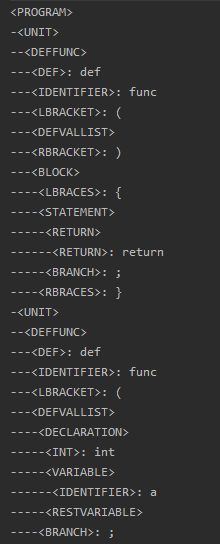 <PROGRAM>
-<UNIT>
--<DEFFUNC>
---<DEF>: def
---<IDENTIFIER>: func
---<LBRACKET>: (
---<DEFVALLIST>
---<RBRACKET>: )
---<BLOCK>
----<LBRACES>: {
----<STATEMENT>
-----<RETURN>
------<RETURN>: return
-----<BRANCH>: ;
----<RBRACES>: }
-<UNIT>
--<DEFFUNC>
---<DEF>: def
---<IDENTIFIER>: func
---<LBRACKET>: (
---<DEFVALLIST>
----<DECLARATION>
-----<INT>: int
-----<VARIABLE>
------<IDENTIFIER>: a
-----<RESTVARIABLE>
----<BRANCH>: ;